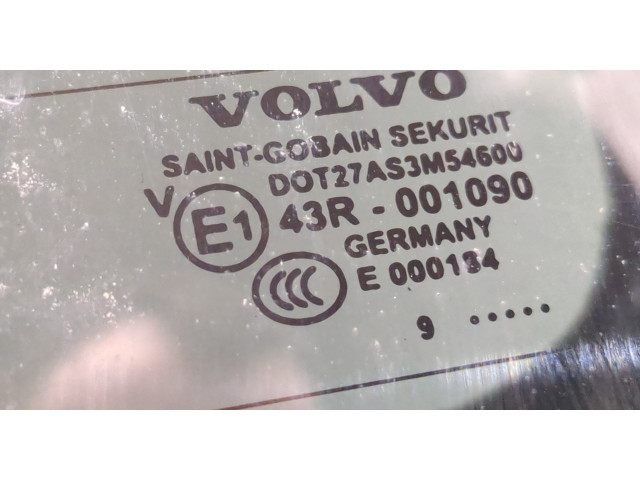 VOLVO
SAINT-GOBAIN SEKURIT
DOT27AS3M54600
V E1 43R - 001090
GERMANY
CCC E 000134
9 .....